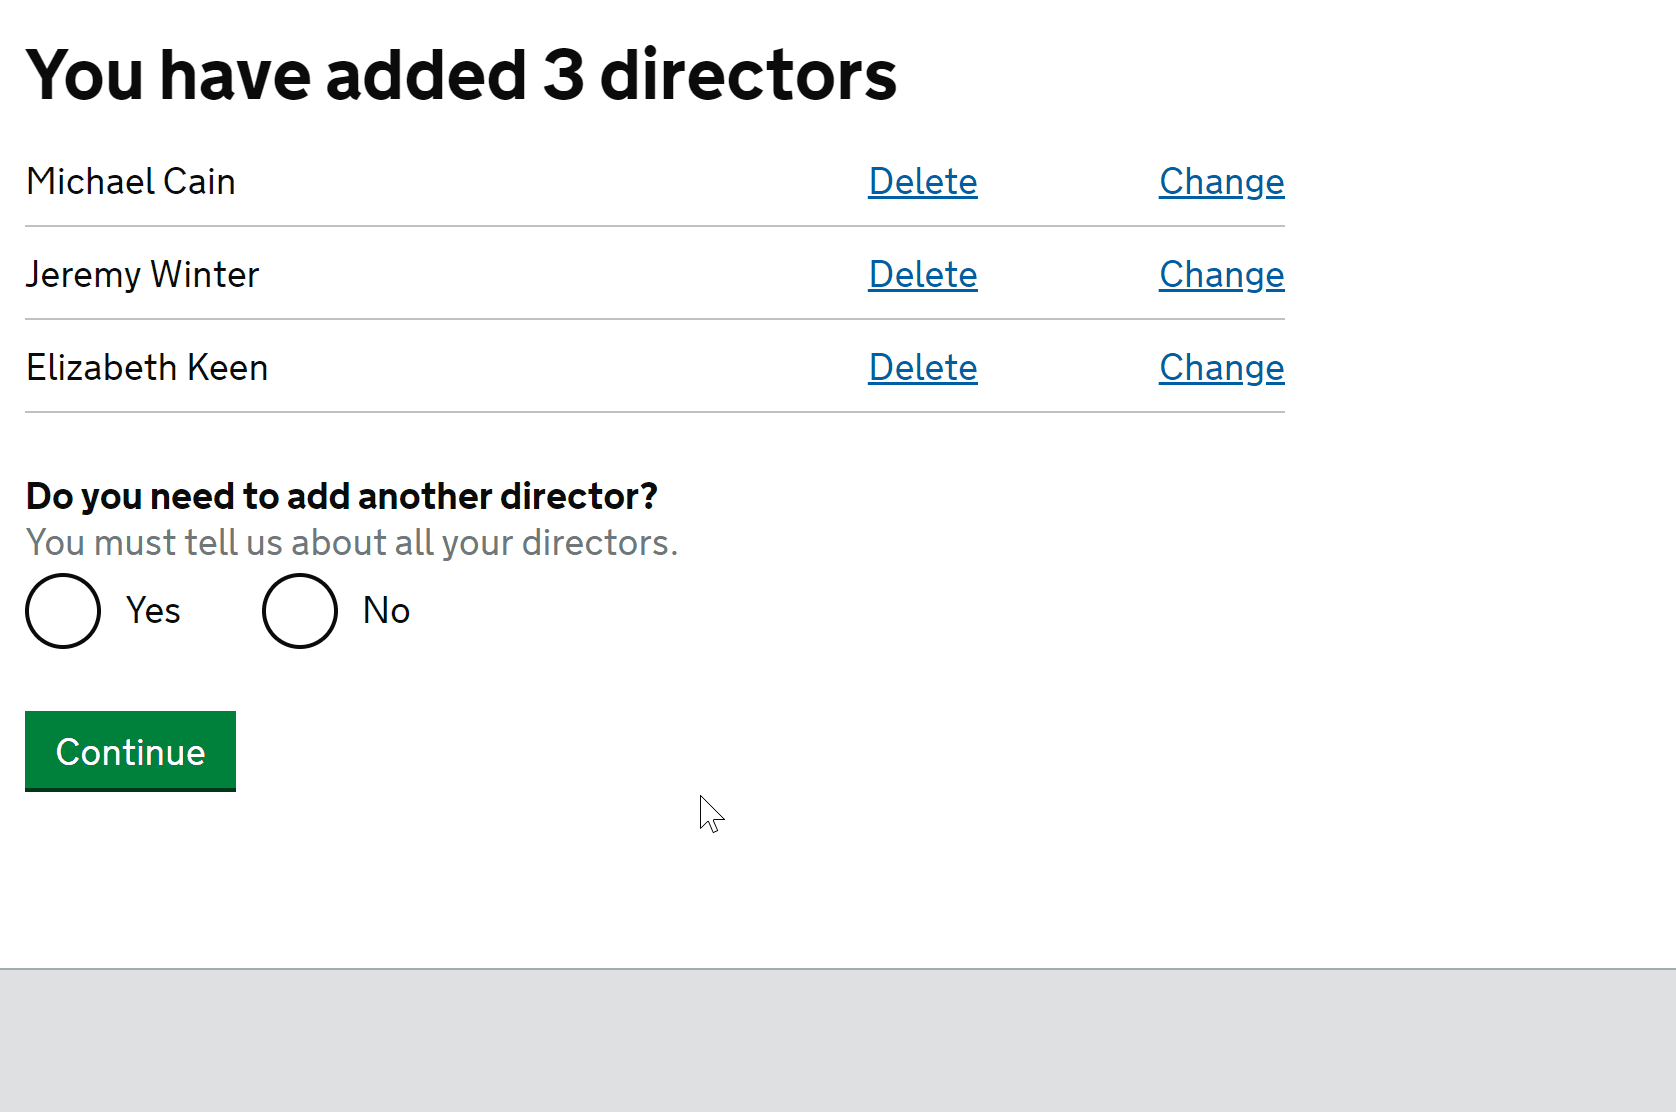 You have added 3 directors
Michael Cain Delete Change
Jeremy Winter Delete Change
Elizabeth Keen Delete Change
Do you need to add another director?
You must tell us about all your directors.
Yes No
Continue